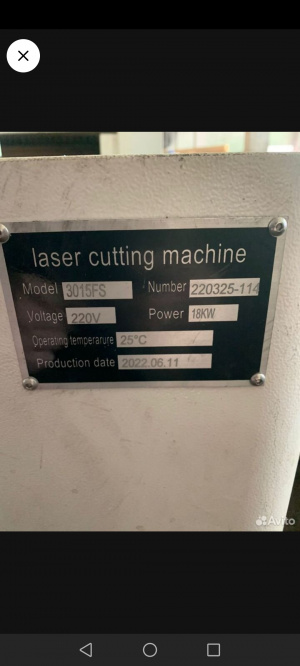 laser cutting machine
Model 3015FS Number 220325-114
Voltage 220V Power 18KW
Operating temperarure 25°C
Production date 2022.06.11
Avito